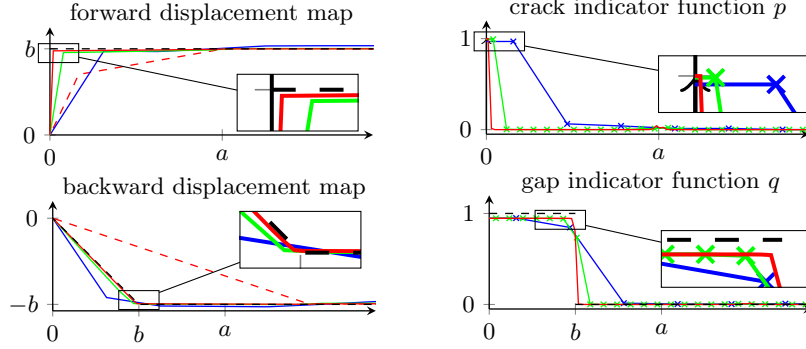 forward displacement map
b
0
a
crack indicator function p
1
0
0
a
backward displacement map
0
−b
0
b
a
gap indicator function q
1
0
0
b
a